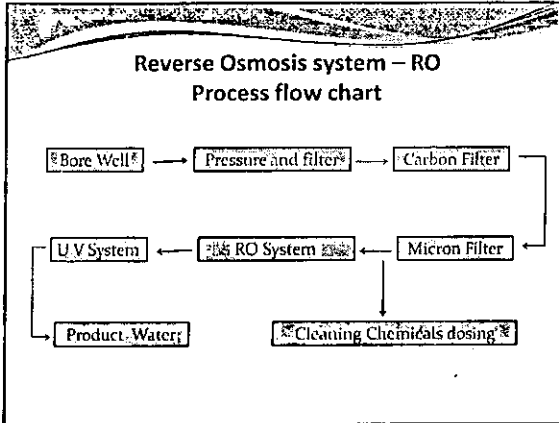 Reverse Osmosis system – RO
Process flow chart
Bore Well
Pressure and filter
Carbon Filter
U V System
RO System
Micron Filter
Product Water
Cleaning Chemicals dosing